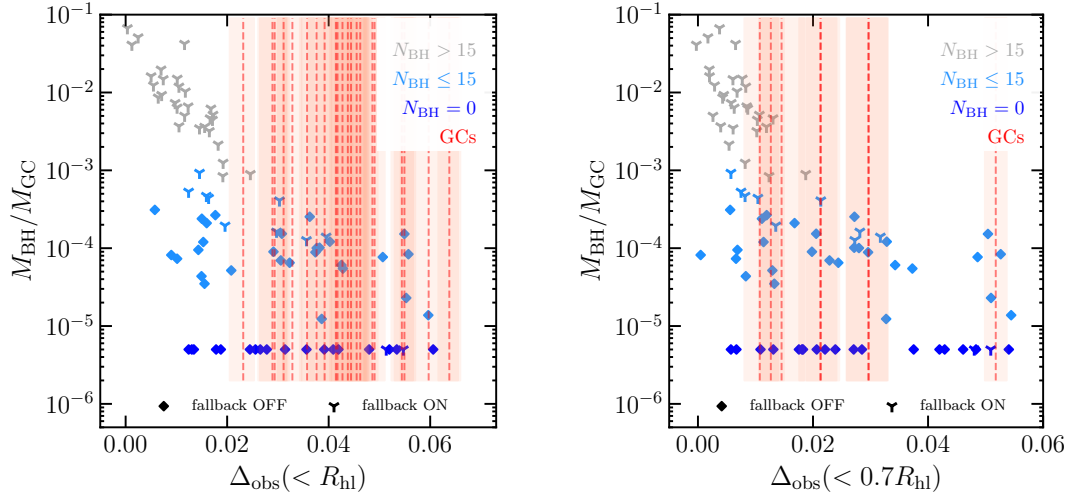 10⁻¹
10⁻²
10⁻³
10⁻⁴
10⁻⁵
10⁻⁶
M_BH/M_GC
N_BH > 15
N_BH ≤ 15
N_BH = 0
GCs
fallback OFF
fallback ON
0.00 0.02 0.04 0.06
Δ_obs(< R_hl)
10⁻¹
10⁻²
10⁻³
10⁻⁴
10⁻⁵
10⁻⁶
M_BH/M_GC
N_BH > 15
N_BH ≤ 15
N_BH = 0
GCs
fallback OFF
fallback ON
0.00 0.02 0.04 0.06
Δ_obs(< 0.7R_hl)